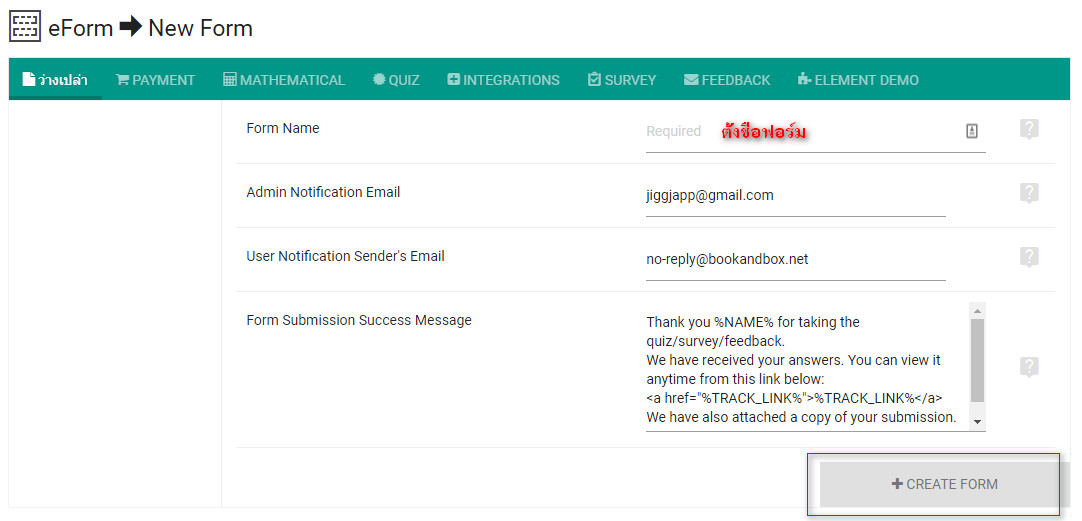 eForm New Form
ว่างเปล่า PAYMENT MATHEMATICAL QUIZ INTEGRATIONS SURVEY FEEDBACK ELEMENT DEMO
Form Name Required ตั้งชื่อฟอร์ม
Admin Notification Email jiggjapp@gmail.com
User Notification Sender's Email no-reply@bookandbox.net
Form Submission Success Message Thank you %NAME% for taking the
quiz/survey/feedback.
We have received your answers. You can view it
anytime from this link below:
<a href="%TRACK_LINK%">%TRACK_LINK%</a>
We have also attached a copy of your submission.
CREATE FORM